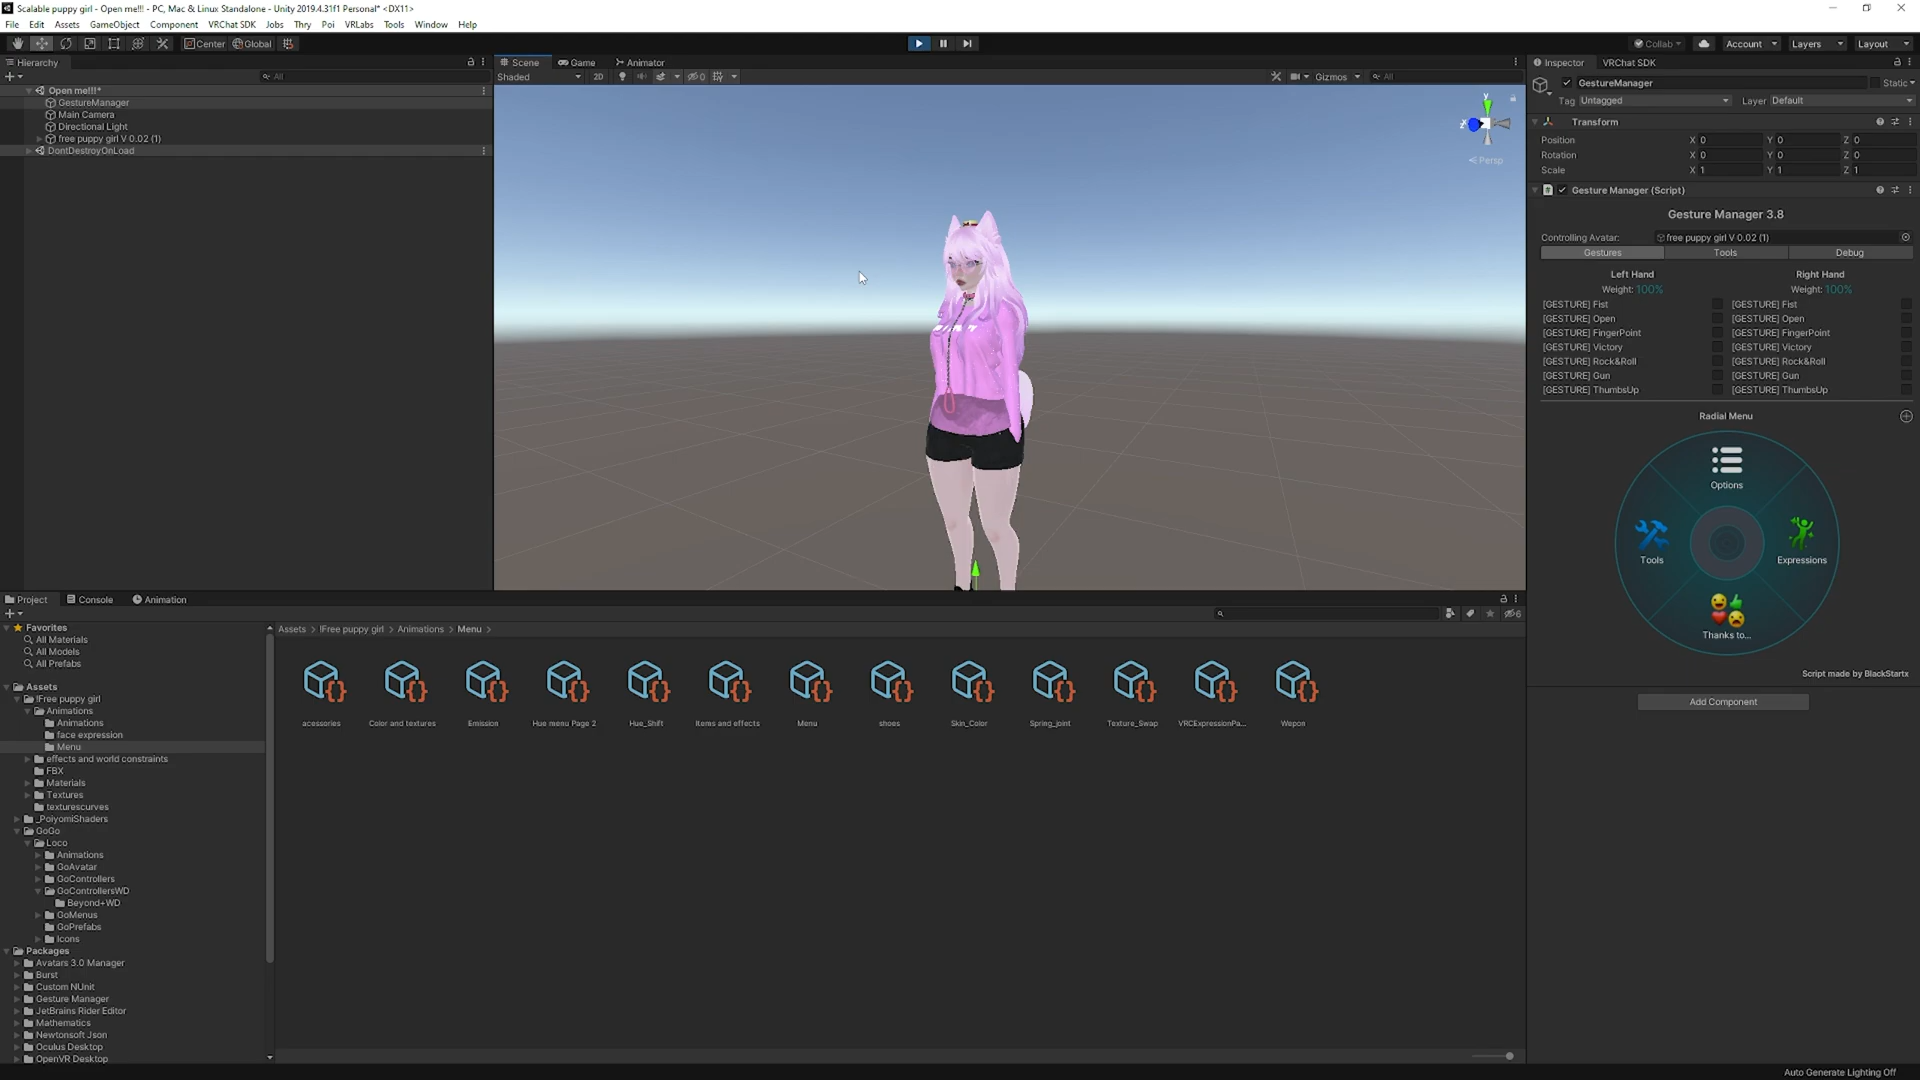 Scalable puppy girl - Open me!!! - PC, Mac & Linux Standalone - Unity 2019.4.31f1 Personal* <DX11>
File Edit Assets GameObject Component VRChat SDK Jobs Thry Poi VRLabs Tools Window Help
Center Global Collab Account Layers Layout
Hierarchy
All
Open me!!!*
GestureManager
Main Camera
Directional Light
free puppy girl V 0.02 (1)
DontDestroyOnLoad
Scene Game Animator
Shaded 2D 0 Gizmos All
y
z
Persp
Inspector VRChat SDK
GestureManager Static
Tag Untagged Layer Default
Transform
Position X 0 Y 0 Z 0
Rotation X 0 Y 0 Z 0
Scale X 1 Y 1 Z 1
Gesture Manager (Script)
Gesture Manager 3.8
Controlling Avatar: free puppy girl V 0.02 (1)
Gestures Tools Debug
Left Hand Right Hand
Weight: 100% Weight: 100%
[GESTURE] Fist [GESTURE] Fist
[GESTURE] Open [GESTURE] Open
[GESTURE] FingerPoint [GESTURE] FingerPoint
[GESTURE] Victory [GESTURE] Victory
[GESTURE] Rock&Roll [GESTURE] Rock&Roll
[GESTURE] Gun [GESTURE] Gun
[GESTURE] ThumbsUp [GESTURE] ThumbsUp
Radial Menu
Options
Tools
Expressions
Thanks to...
Script made by BlackStartx
Add Component
Project Console Animation
6
Favorites
All Materials
All Models
All Prefabs
Assets
!Free puppy girl
Animations
Animations
face expression
Menu
effects and world constraints
FBX
Materials
Textures
texturescurves
_PoiyomiShaders
GoGo
Loco
Animations
GoAvatar
GoControllers
GoControllersWD
Beyond+WD
GoMenus
GoPrefabs
Icons
Packages
Avatars 3.0 Manager
Burst
Custom NUnit
Gesture Manager
JetBrains Rider Editor
Mathematics
Newtonsoft Json
Oculus Desktop
OpenVR Desktop
Assets > !Free puppy girl > Animations > Menu >
acessories
Color and textures
Emission
Hue menu Page 2
Hue_Shift
Items and effects
Menu
shoes
Skin_Color
Spring_joint
Texture_Swap
VRCExpressionPa...
Wepon
Auto Generate Lighting Off